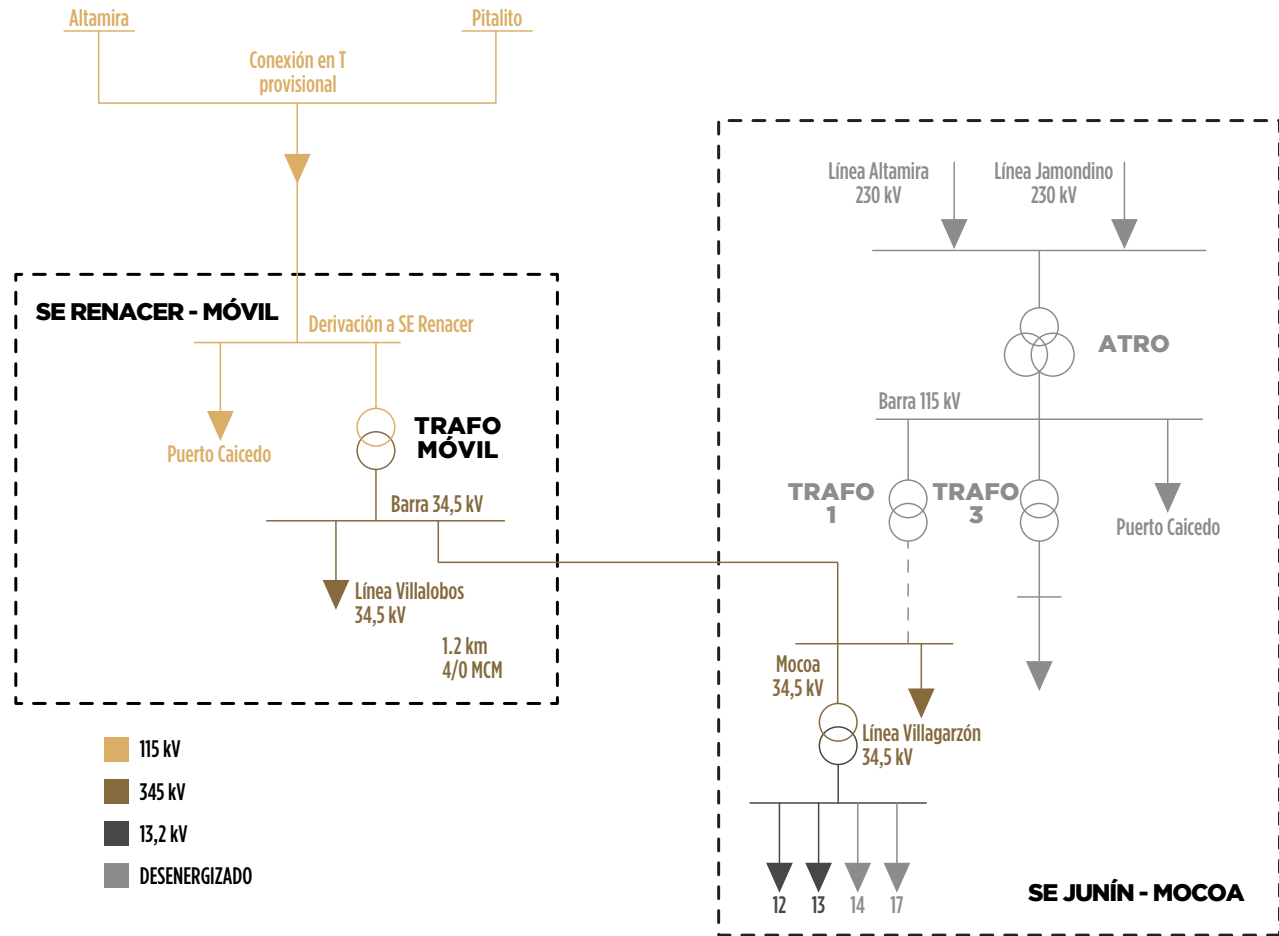 Altamira
Pitalito
Conexión en T
provisional
SE RENACER - MÓVIL
Derivación a SE Renacer
Puerto Caicedo
TRAFO
MÓVIL
Barra 34,5 kV
Línea Villalobos
34,5 kV
1.2 km
4/0 MCM
115 kV
345 kV
13,2 kV
DESENERGIZADO
Línea Altamira
230 kV
Línea Jamondino
230 kV
ATRO
Barra 115 kV
TRAFO
1
TRAFO
3
Puerto Caicedo
Mocoa
34,5 kV
Línea Villagarzón
34,5 kV
12
13
14
17
SE JUNÍN - MOCOA